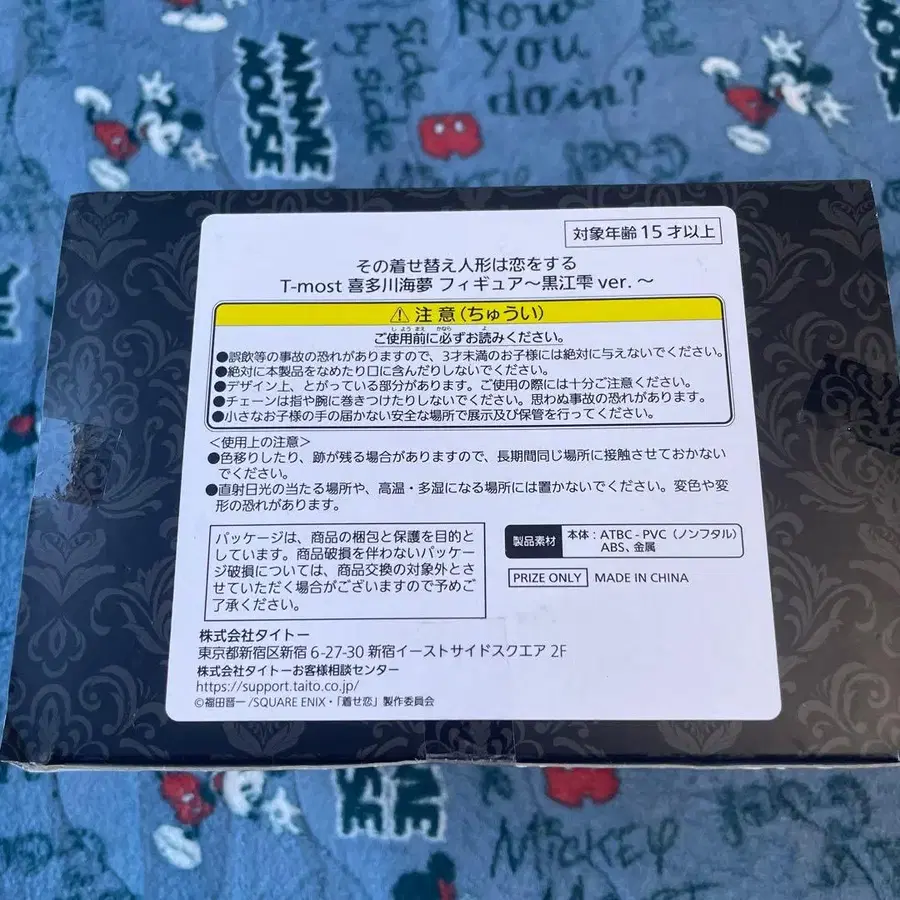 How
you
doin?
Side
by Side
MINNIE
MOUSE
対象年齢15才以上
その着せ替え人形は恋をする
T-most 喜多川海夢 フィギュア～黒江雫 ver.～
⚠注意(ちゅうい)
ご使用前に必ずお読みください。
●誤飲等の事故の恐れがありますので、3才未満のお子様には絶対に与えないでください。
●絶対に本製品をなめたり口に含んだりしないでください。
●デザイン上、とがっている部分があります。ご使用の際には十分ご注意ください。
●チェーンは指や腕に巻きつけたりしないでください。思わぬ事故の恐れがあります。
●小さなお子様の手の届かない安全な場所で展示及び保管を行ってください。
＜使用上の注意＞
●色移りしたり、跡が残る場合がありますので、長期間同じ場所に接触させておかない
でください。
●直射日光の当たる場所や、高温・多湿になる場所には置かないでください。変色や変
形の恐れがあります。
パッケージは、商品の梱包と保護を目的と
しています。商品破損を伴わないパッケー
ジ破損については、商品交換の対象外とさ
せていただく場合がございますので予めご
了承ください。
製品素材
本体：ATBC-PVC（ノンフタル）
ABS、金属
PRIZE ONLY MADE IN CHINA
株式会社タイトー
東京都新宿区新宿 6-27-30 新宿イーストサイドスクエア 2F
株式会社タイトーお客様相談センター
https://support.taito.co.jp/
©福田晋一/SQUARE ENIX・「着せ恋」製作委員会
MICKEY